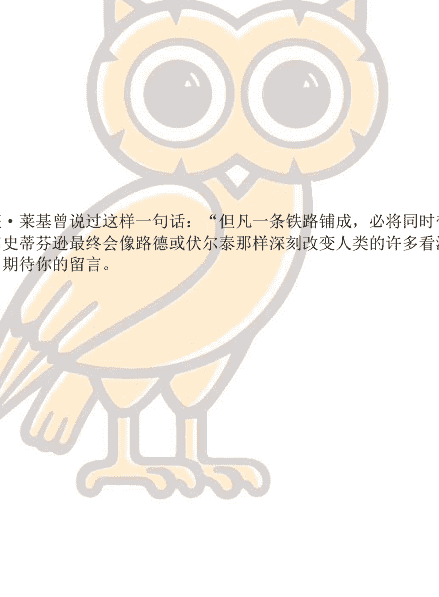 ·莱基曾说过这样一句话：“但凡一条铁路铺成，必将同时
史蒂芬逊最终会像路德或伏尔泰那样深刻改变人类的许多看
期待你的留言。